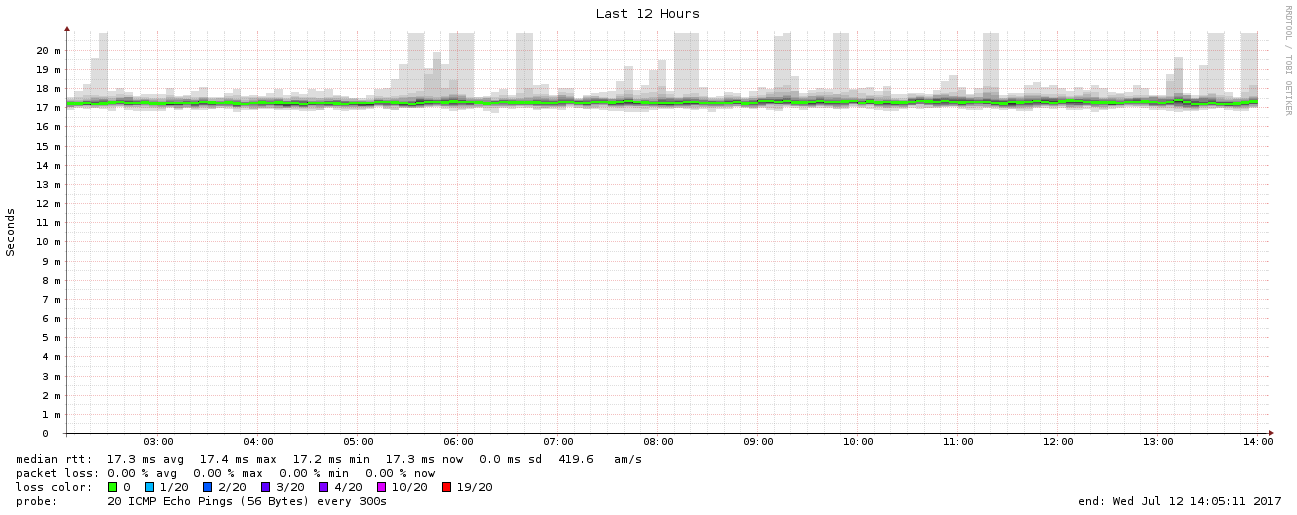 Last 12 Hours
RRDTOOL / TOBI OETIKER
Seconds
20 m
19 m
18 m
17 m
16 m
15 m
14 m
13 m
12 m
11 m
10 m
9 m
8 m
7 m
6 m
5 m
4 m
3 m
2 m
1 m
0
03:00 04:00 05:00 06:00 07:00 08:00 09:00 10:00 11:00 12:00 13:00 14:00
median rtt: 17.3 ms avg 17.4 ms max 17.2 ms min 17.3 ms now 0.0 ms sd 419.6 am/s
packet loss: 0.00 % avg 0.00 % max 0.00 % min 0.00 % now
loss color: 0 1/20 2/20 3/20 4/20 10/20 19/20
probe: 20 ICMP Echo Pings (56 Bytes) every 300s end: Wed Jul 12 14:05:11 2017